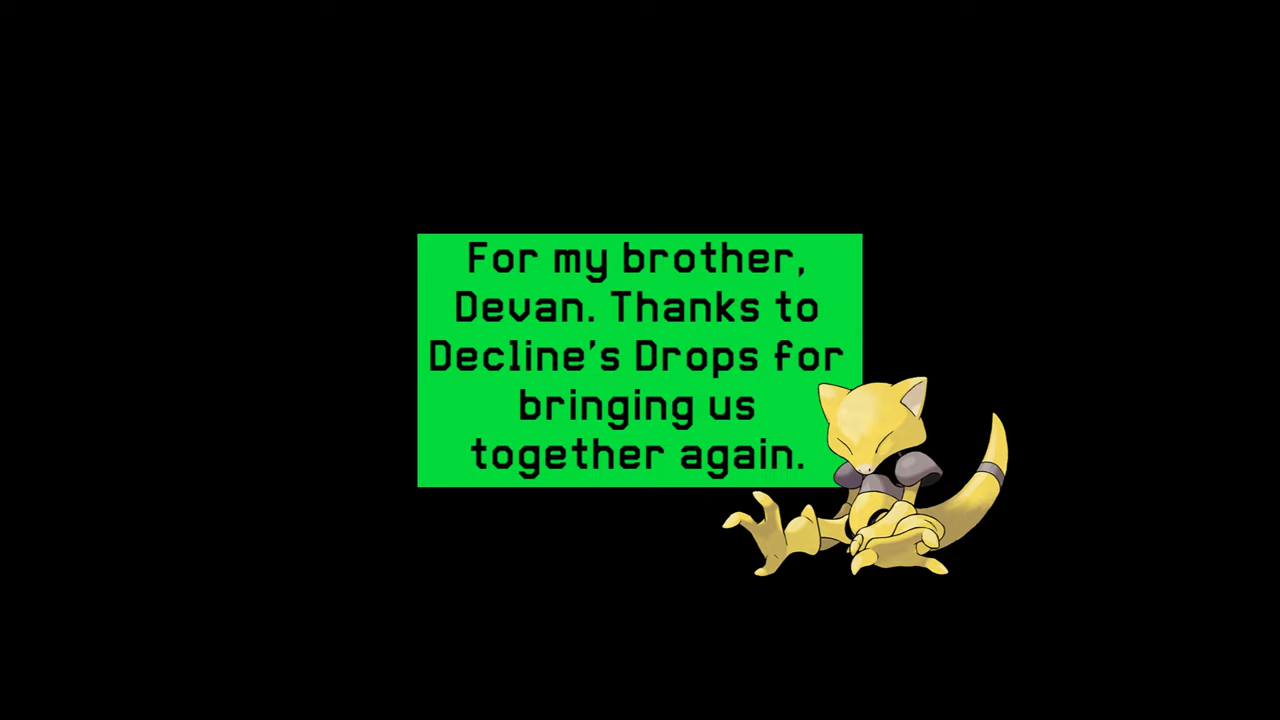 For my brother,
Devan. Thanks to
Decline's Drops for
bringing us
together again.